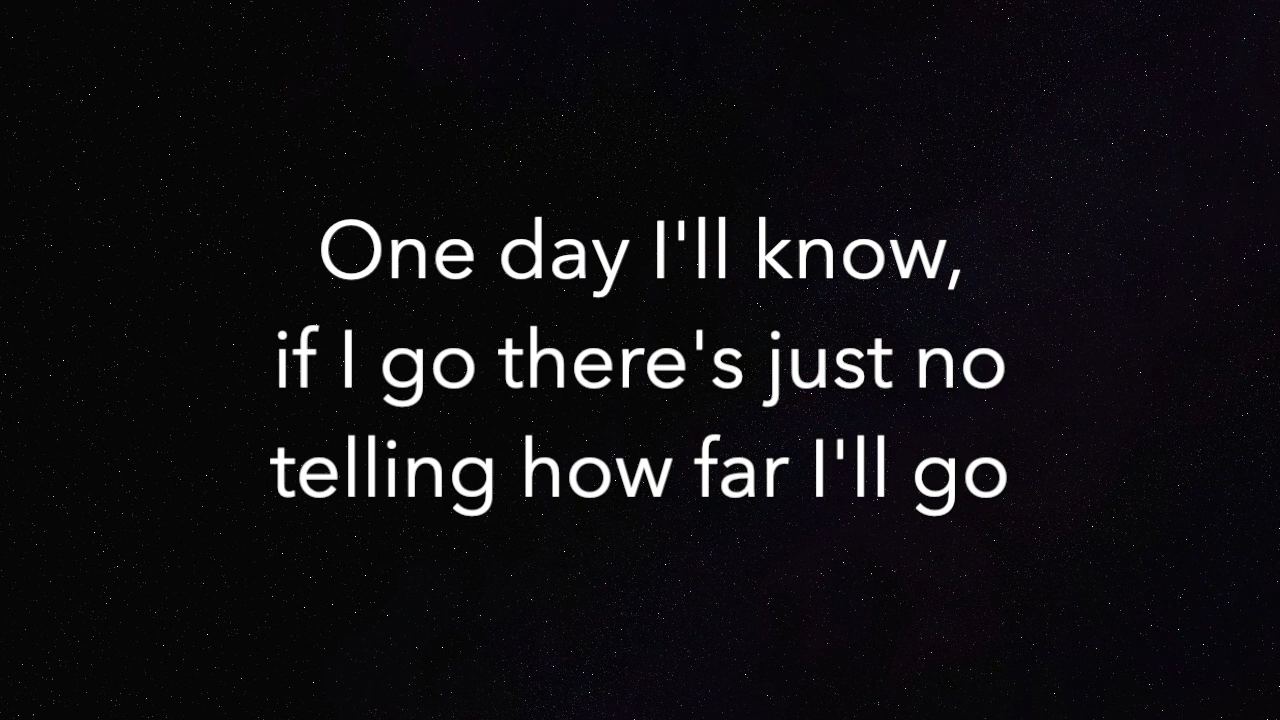 One day I'll know,
if I go there's just no
telling how far I'll go